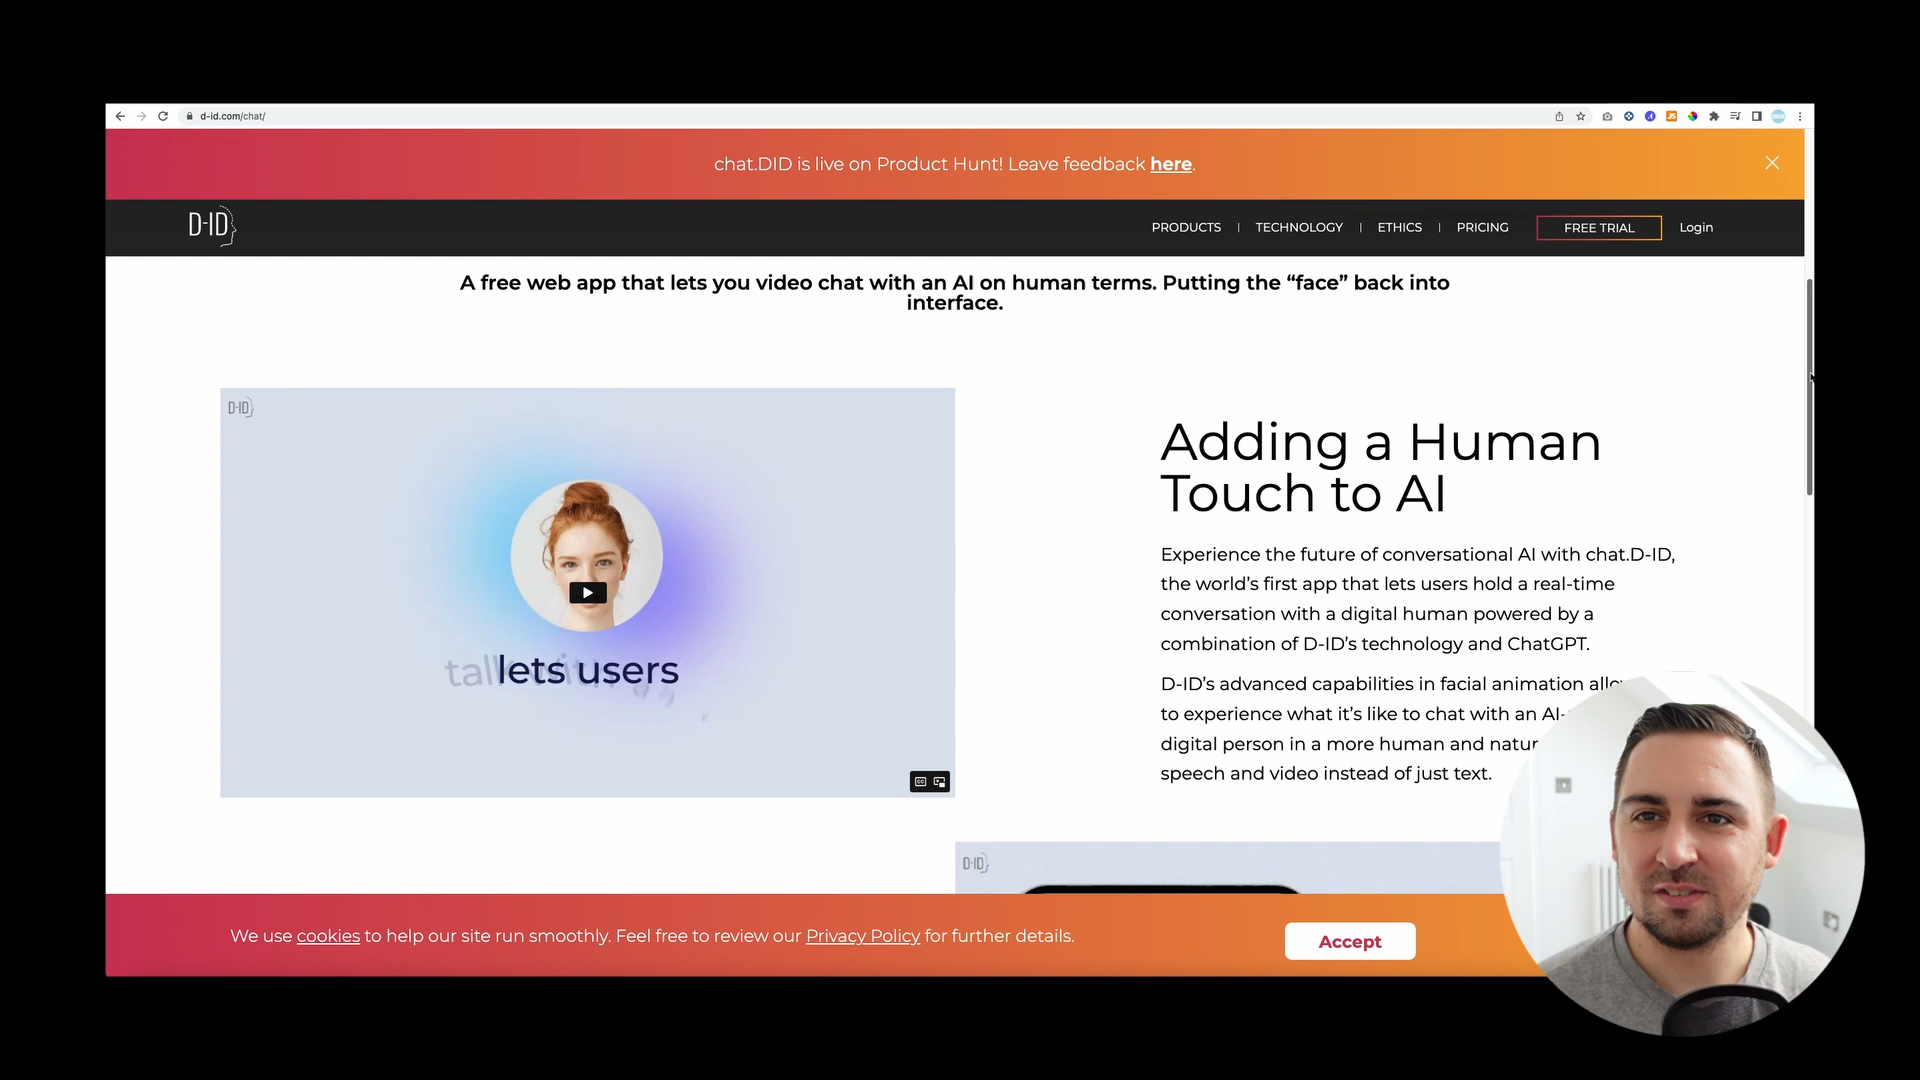 d-id.com/chat/
chat.DID is live on Product Hunt! Leave feedback here.
D-ID
PRODUCTS | TECHNOLOGY | ETHICS | PRICING FREE TRIAL Login
A free web app that lets you video chat with an AI on human terms. Putting the “face” back into
interface.
D-ID
lets users
talk with
CC
Adding a Human
Touch to AI
Experience the future of conversational AI with chat.D-ID,
the world’s first app that lets users hold a real-time
conversation with a digital human powered by a
combination of D-ID’s technology and ChatGPT.
D-ID’s advanced capabilities in facial animation
to experience what it’s like to chat with an
digital person in a more human and
speech and video instead of just text.
D-ID
We use cookies to help our site run smoothly. Feel free to review our Privacy Policy for further details.
Accept